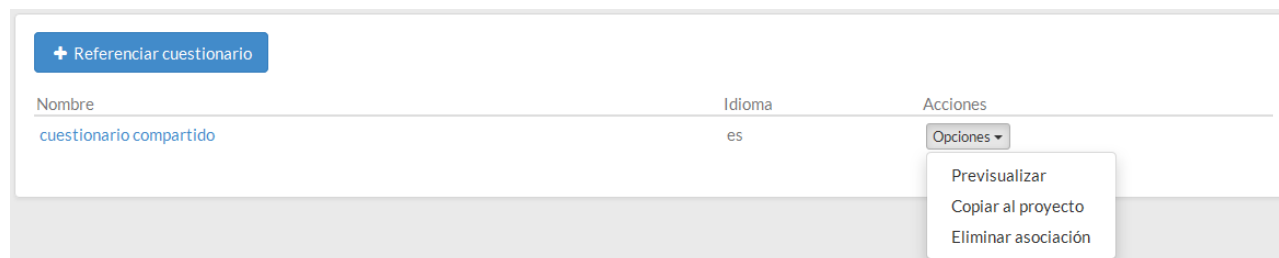 Referenciar cuestionario
Nombre Idioma Acciones
cuestionario compartido es Opciones
Previsualizar
Copiar al proyecto
Eliminar asociación